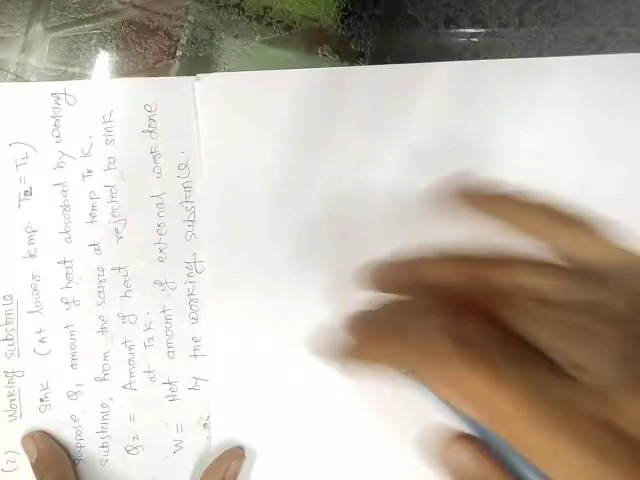 (2) Working substance
Sink (At lower temp. T2 = TL)
Suppose Q1 amount of heat absorbed by working
substance, from the source at temp T1 K.
Q2 = Amount of heat rejected to sink
at T2 K.
W = Net amount of external work done
by the working substance.